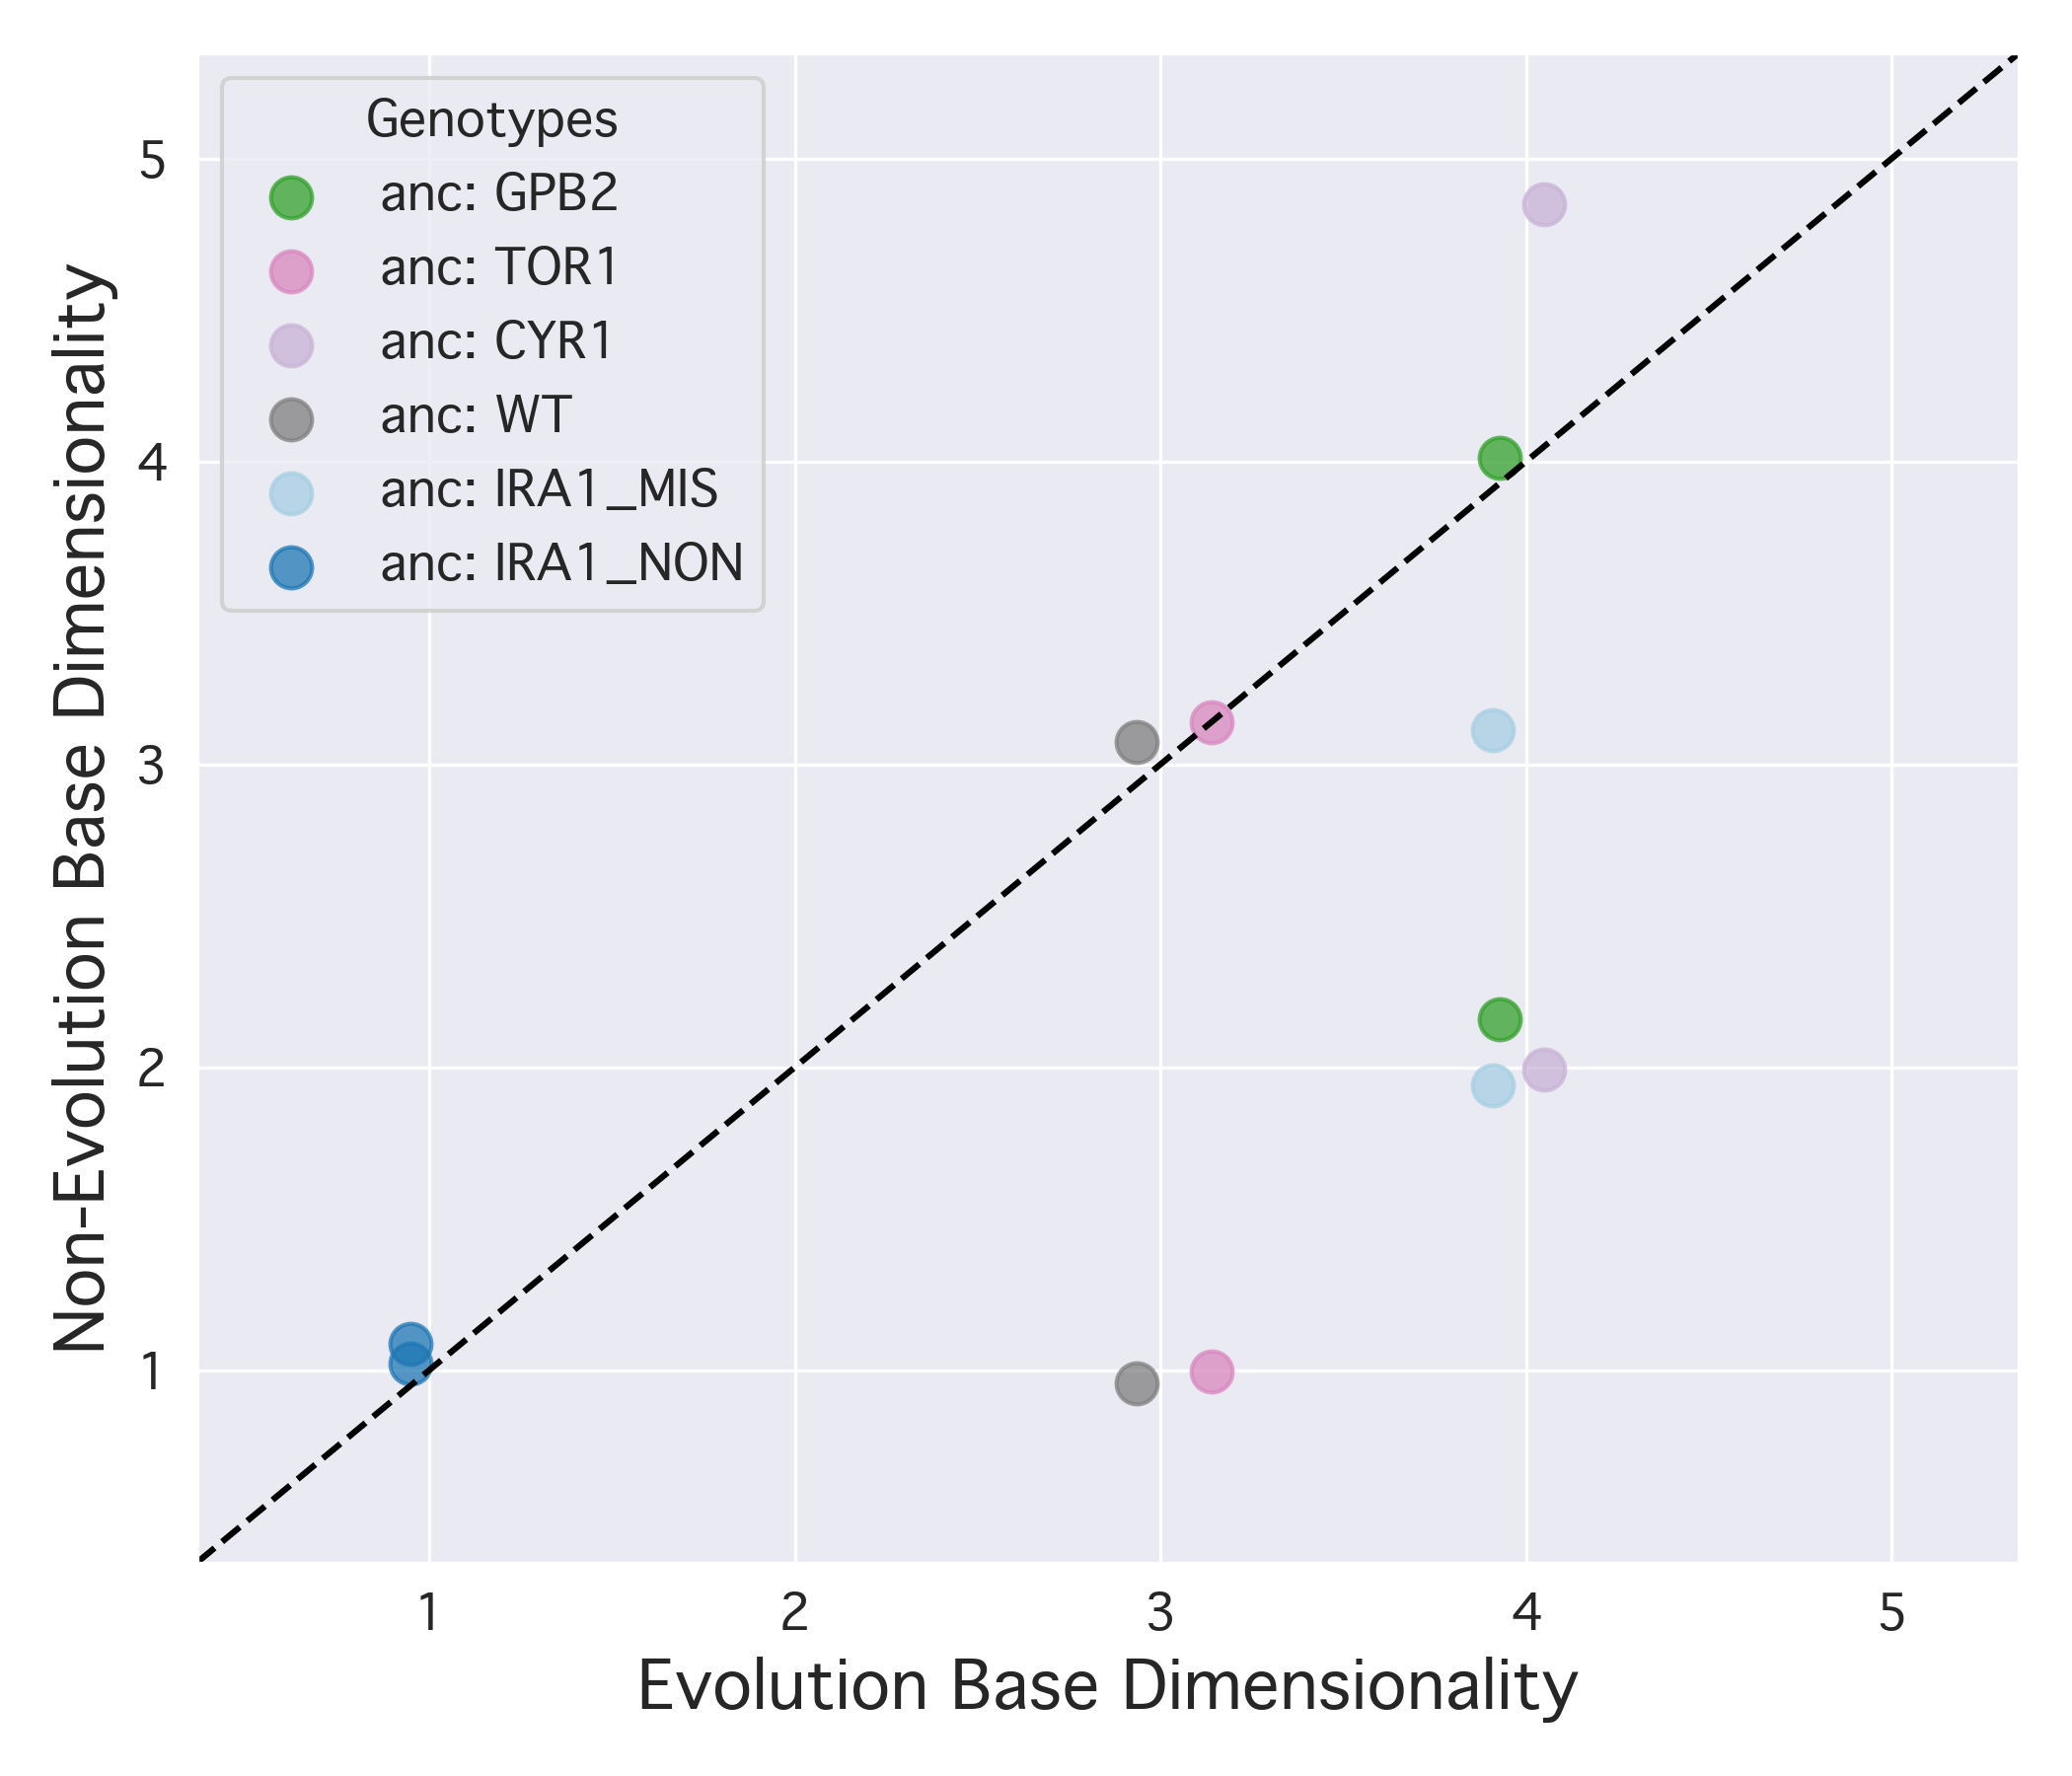 Genotypes
anc: GPB2
anc: TOR1
anc: CYR1
anc: WT
anc: IRA1_MIS
anc: IRA1_NON
Non-Evolution Base Dimensionality
5
4
3
2
1
1 2 3 4 5
Evolution Base Dimensionality